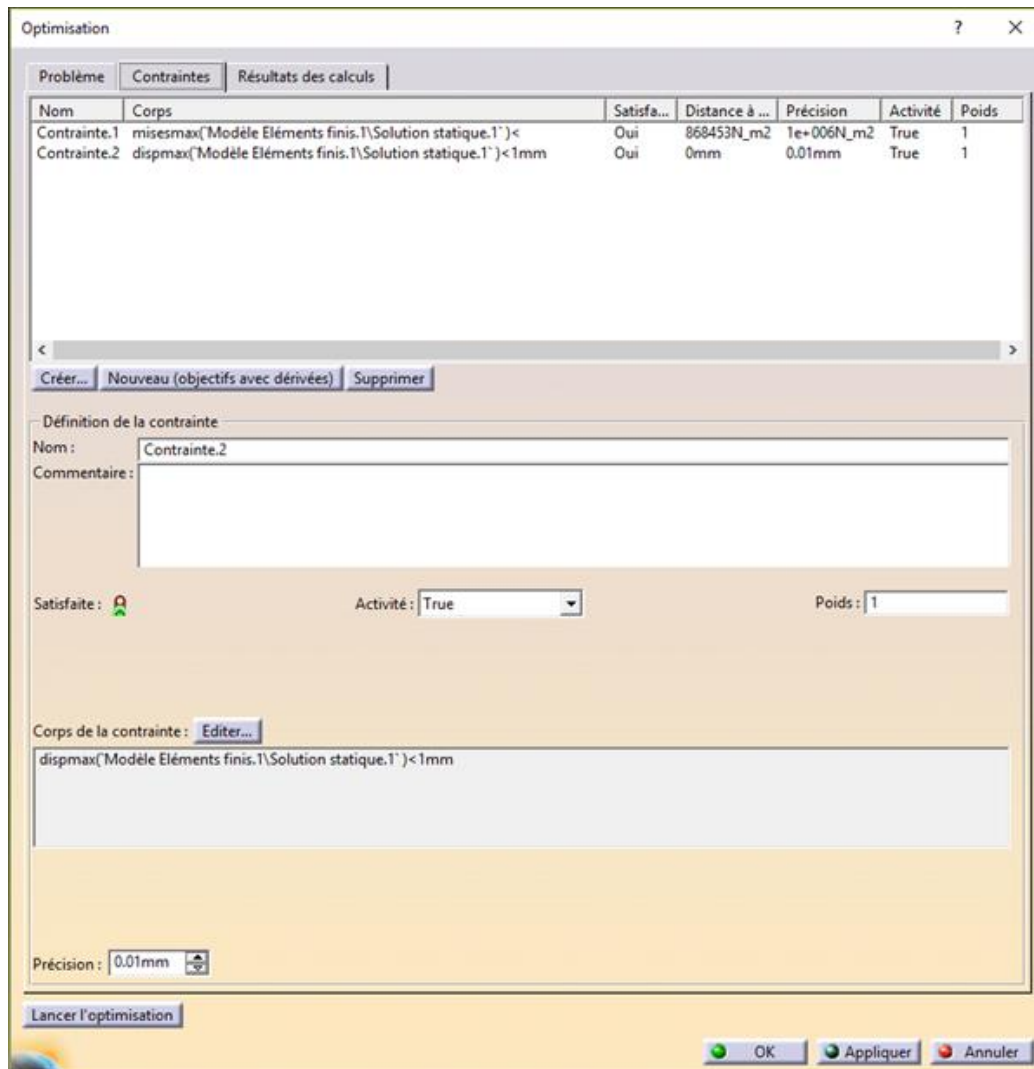 Optimisation ? ×
Problème Contraintes Résultats des calculs
Nom Corps Satisfa... Distance à ... Précision Activité Poids
Contrainte.1 misesmax(`Modèle Eléments finis.1\Solution statique.1` )< Oui 868453N_m2 1e+006N_m2 True 1
Contrainte.2 dispmax(`Modèle Eléments finis.1\Solution statique.1` )<1mm Oui 0mm 0.01mm True 1
Créer... Nouveau (objectifs avec dérivées) Supprimer
Définition de la contrainte
Nom : Contrainte.2
Commentaire :
Satisfaite : Activité : True Poids : 1
Corps de la contrainte : Editer...
dispmax(`Modèle Eléments finis.1\Solution statique.1` )<1mm
Précision : 0.01mm
Lancer l'optimisation
OK Appliquer Annuler